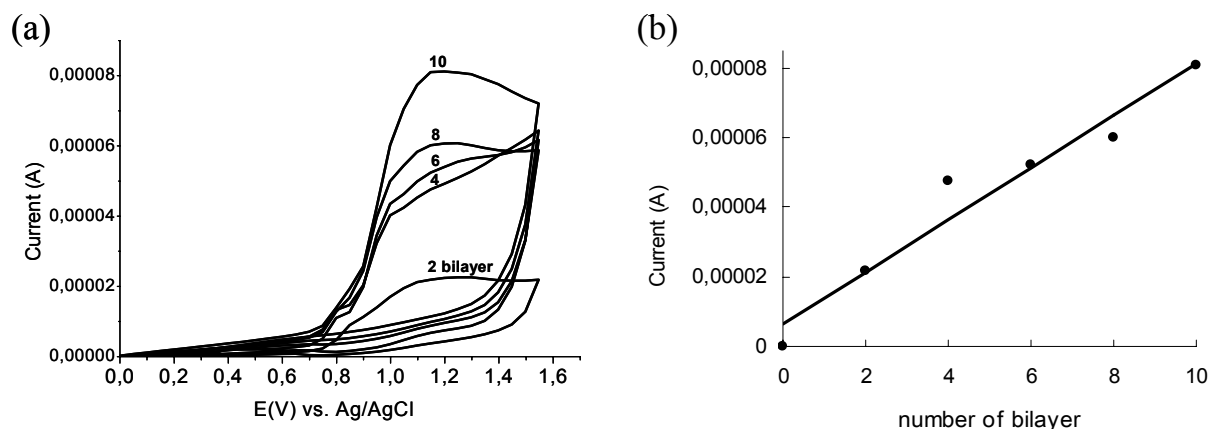 (a)
0,00008
0,00006
0,00004
0,00002
0,00000
Current (A)
10
8
6
4
2 bilayer
0,0 0,2 0,4 0,6 0,8 1,0 1,2 1,4 1,6
E(V) vs. Ag/AgCl
(b)
0,00008
0,00006
0,00004
0,00002
0
Current (A)
0 2 4 6 8 10
number of bilayer